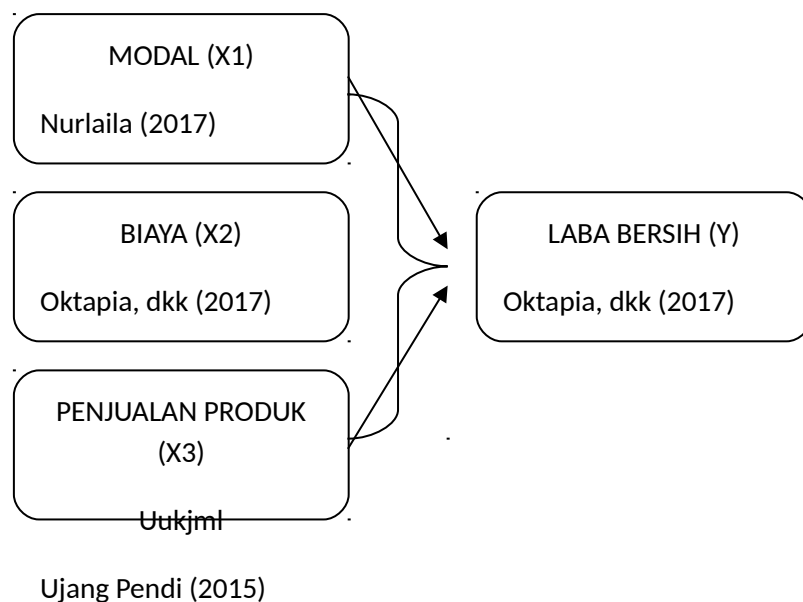 MODAL (X1)
Nurlaila (2017)
BIAYA (X2)
Oktapia, dkk (2017)
LABA BERSIH (Y)
Oktapia, dkk (2017)
PENJUALAN PRODUK
(X3)
Uukjml
Ujang Pendi (2015)